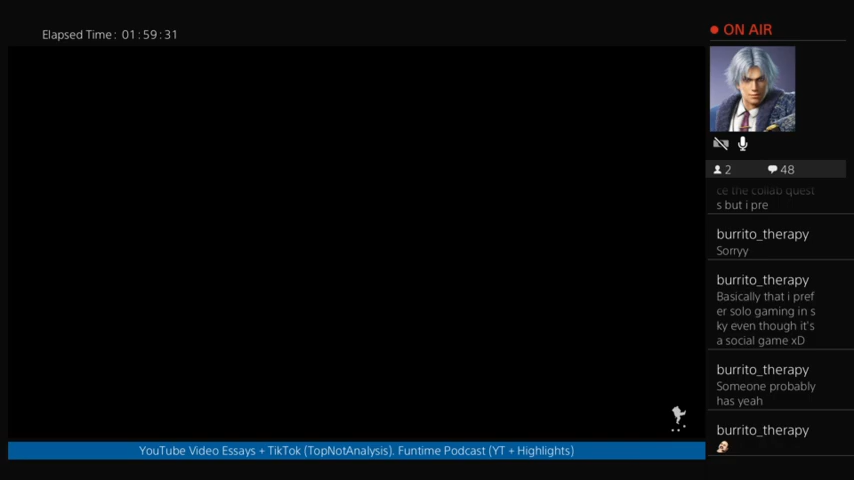 Elapsed Time: 01:59:31
ON AIR
2
48
ce the collab quest
s but i pre
burrito_therapy
Sorryy
burrito_therapy
Basically that i pref
er solo gaming in s
ky even though it's
a social game xD
burrito_therapy
Someone probably
has yeah
burrito_therapy
YouTube Video Essays + TikTok (TopNotAnalysis). Funtime Podcast (YT + Highlights)